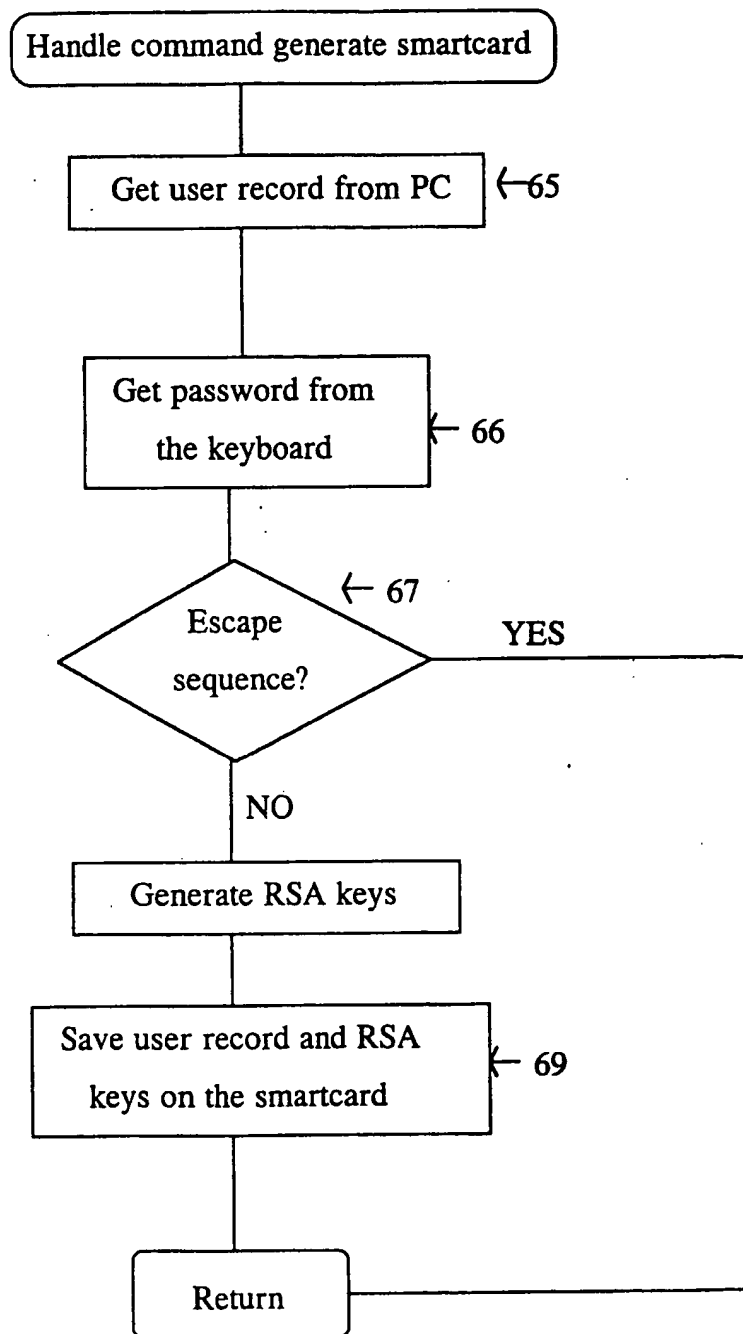 Handle command generate smartcard
Get user record from PC
65
Get password from
the keyboard
66
67
Escape
sequence?
YES
NO
Generate RSA keys
Save user record and RSA
keys on the smartcard
69
Return